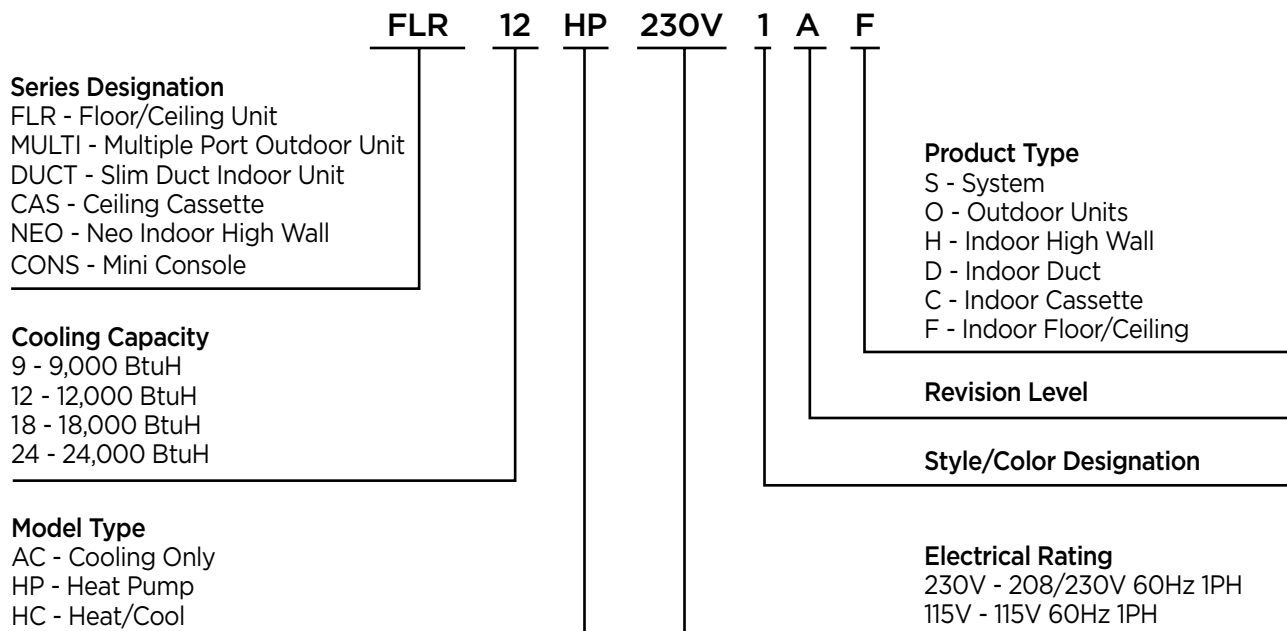 FLR 12 HP 230V 1 A F
Series Designation
FLR - Floor/Ceiling Unit
MULTI - Multiple Port Outdoor Unit
DUCT - Slim Duct Indoor Unit
CAS - Ceiling Cassette
NEO - Neo Indoor High Wall
CONS - Mini Console
Cooling Capacity
9 - 9,000 BtuH
12 - 12,000 BtuH
18 - 18,000 BtuH
24 - 24,000 BtuH
Model Type
AC - Cooling Only
HP - Heat Pump
HC - Heat/Cool
Product Type
S - System
O - Outdoor Units
H - Indoor High Wall
D - Indoor Duct
C - Indoor Cassette
F - Indoor Floor/Ceiling
Revision Level
Style/Color Designation
Electrical Rating
230V - 208/230V 60Hz 1PH
115V - 115V 60Hz 1PH